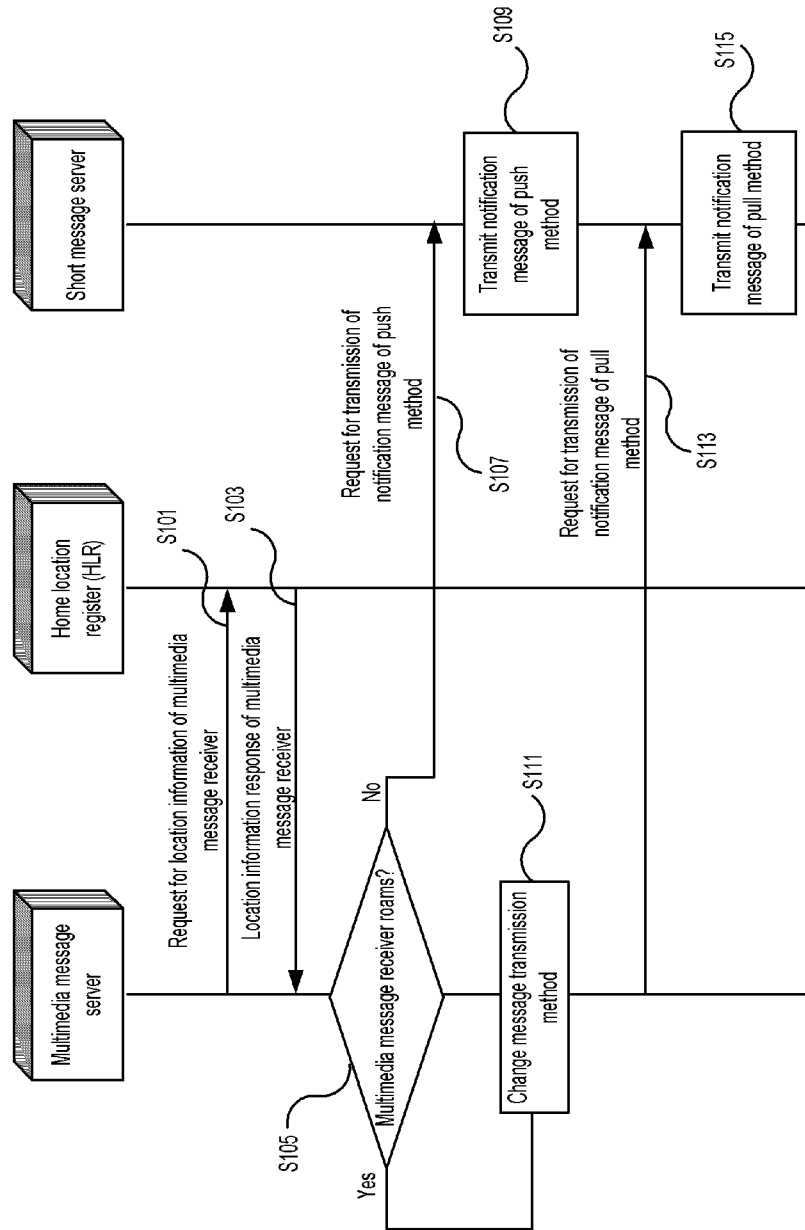 Multimedia message
server
Home location
register (HLR)
Short message server
Request for location information of multimedia
message receiver
S101
Location information response of multimedia
message receiver
S103
S105
Multimedia message receiver roams?
Yes
No
Request for transmission of
notification message of push
method
S107
Transmit notification
message of push
method
S109
Change message transmission
method
S111
Request for transmission of
notification message of pull
method
S113
Transmit notification
message of pull method
S115